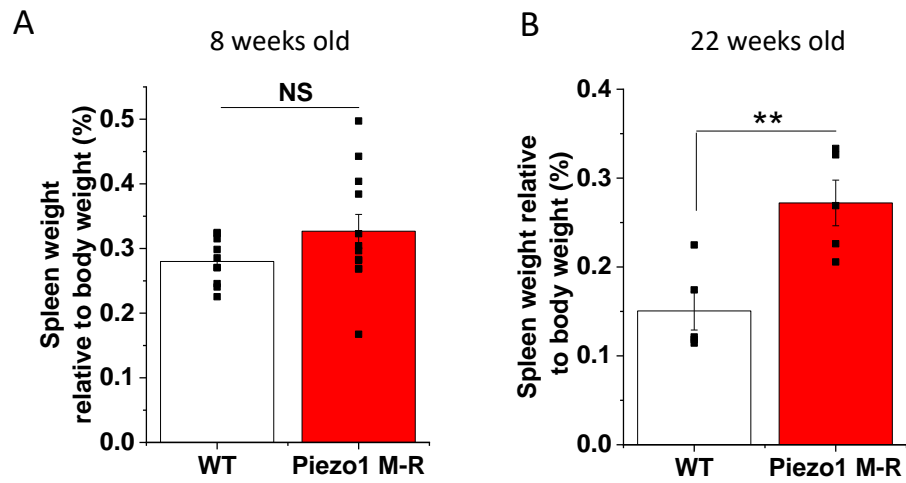 A
8 weeks old
NS
0.5
0.4
0.3
0.2
0.1
0.0
Spleen weight
relative to body weight (%)
WT
Piezo1 M-R
B
22 weeks old
**
0.4
0.3
0.2
0.1
0.0
Spleen weight relative
to body weight (%)
WT
Piezo1 M-R